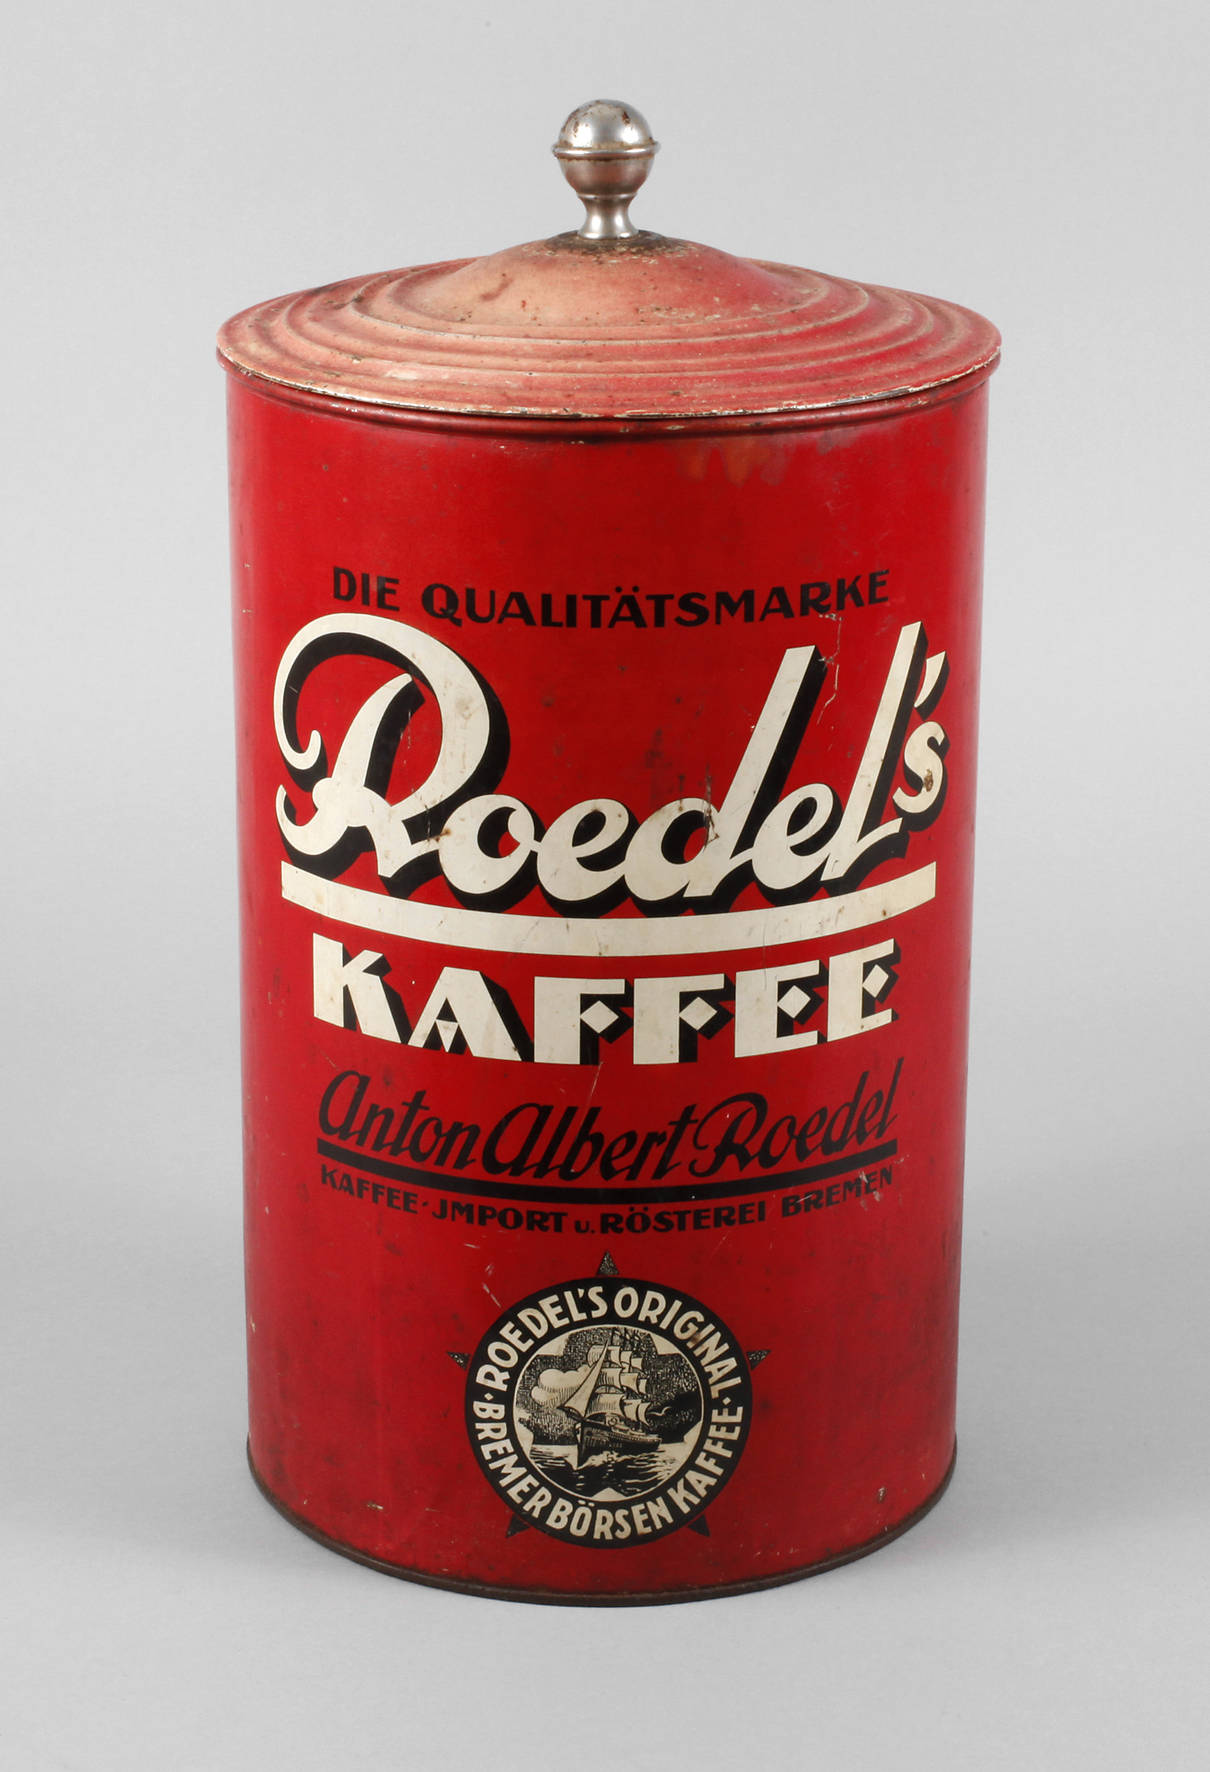 DIE QUALITÄTSMARKE
Roedel's
KAFFEE
Anton Albert Roedel
KAFFEE-JMPORT u. RÖSTEREI BREMEN
ROEDEL'S ORIGINAL
BREMER BÖRSEN KAFFEE